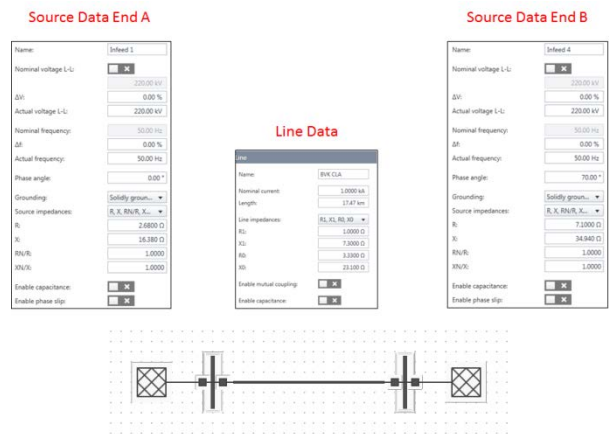 Source Data End A
Source Data End B
Name: Infeed 1
Nominal voltage L-L:
220.00 kV
ΔV: 0.00 %
Actual voltage L-L: 220.00 kV
Nominal frequency: 50.00 Hz
Δf: 0.00 %
Actual frequency: 50.00 Hz
Phase angle: 0.00 °
Grounding: Solidly groun...
Source impedances: R, X, RN/R, X...
R: 2.6800 Ω
X: 16.380 Ω
RN/R: 1.0000
XN/X: 1.0000
Enable capacitance:
Enable phase slip:
Line Data
Line
Name: BVK CLA
Nominal current: 1.0000 kA
Length: 17.47 km
Line impedances: R1, X1, R0, X0
R1: 1.0000 Ω
X1: 7.3000 Ω
R0: 3.3300 Ω
X0: 23.100 Ω
Enable mutual coupling:
Enable capacitance:
Name: Infeed 4
Nominal voltage L-L:
220.00 kV
ΔV: 0.00 %
Actual voltage L-L: 220.00 kV
Nominal frequency: 50.00 Hz
Δf: 0.00 %
Actual frequency: 50.00 Hz
Phase angle: 70.00 °
Grounding: Solidly groun...
Source impedances: R, X, RN/R, X...
R: 7.1000 Ω
X: 34.940 Ω
RN/R: 1.0000
XN/X: 1.0000
Enable capacitance:
Enable phase slip: